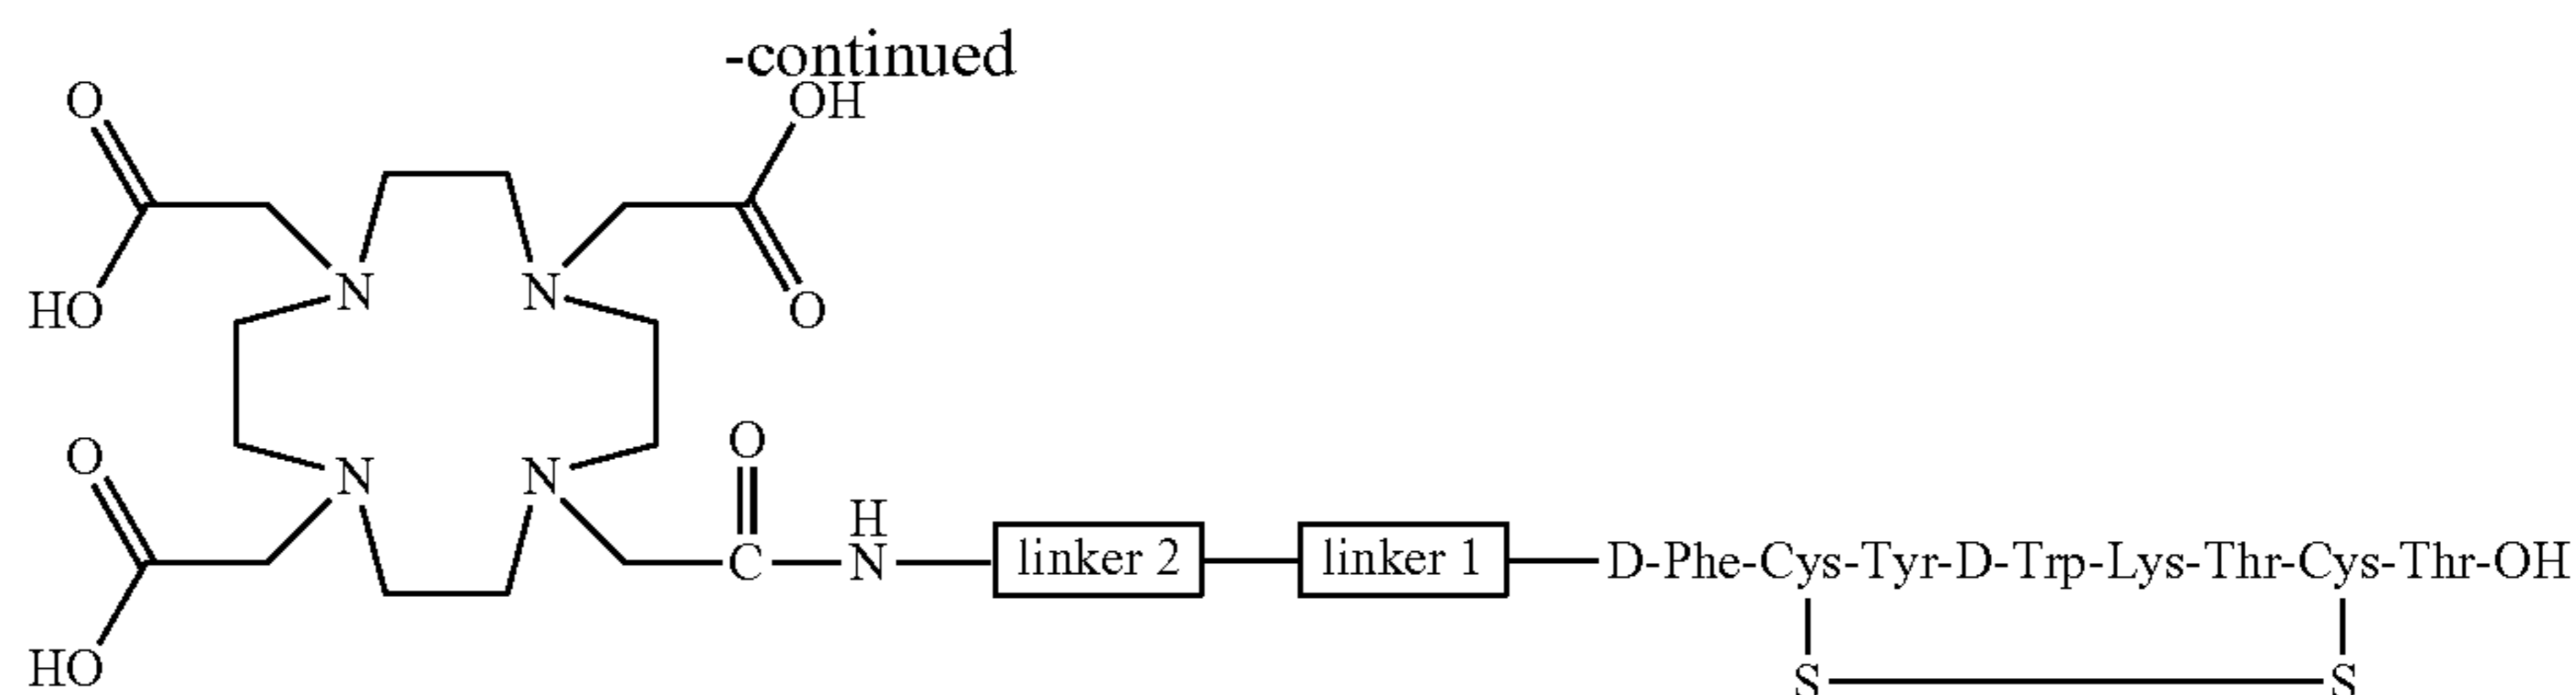 -continued
O
OH
HO
N
N
O
O
O
N
N
H
HO
C
N
linker 2
linker 1
D-Phe-Cys-Tyr-D-Trp-Lys-Thr-Cys-Thr-OH
S
S